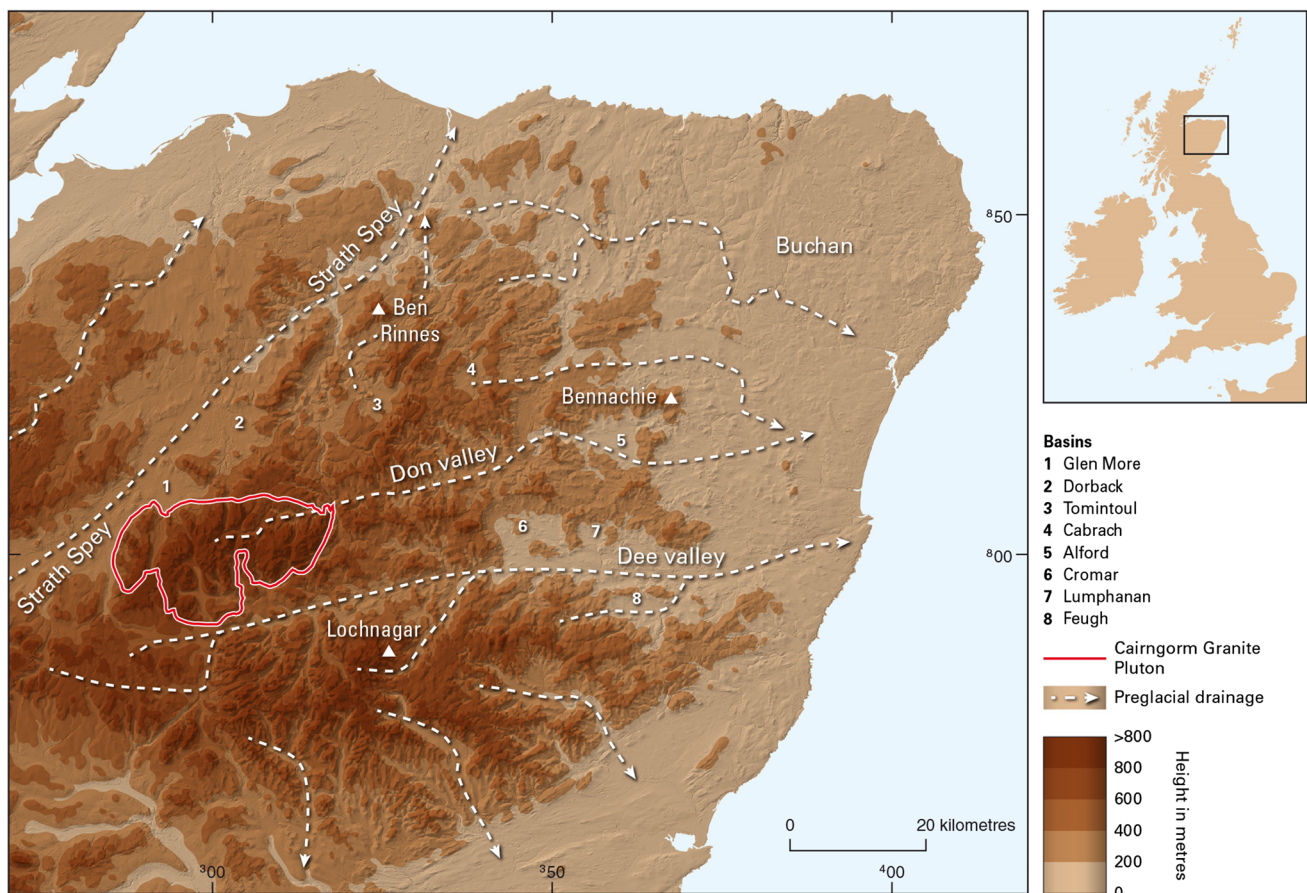 Strath Spey
Buchan
Ben
Rinnes
4
Bennachie
3
2
5
Don valley
1
6
7
Dee valley
Strath Spey
8
Lochnagar
850
800
0 20 kilometres
300
350
400
Basins
1 Glen More
2 Dorback
3 Tomintoul
4 Cabrach
5 Alford
6 Cromar
7 Lumphanan
8 Feugh
Cairngorm Granite
Pluton
Preglacial drainage
>800
800
600
400
200
0
Height in metres